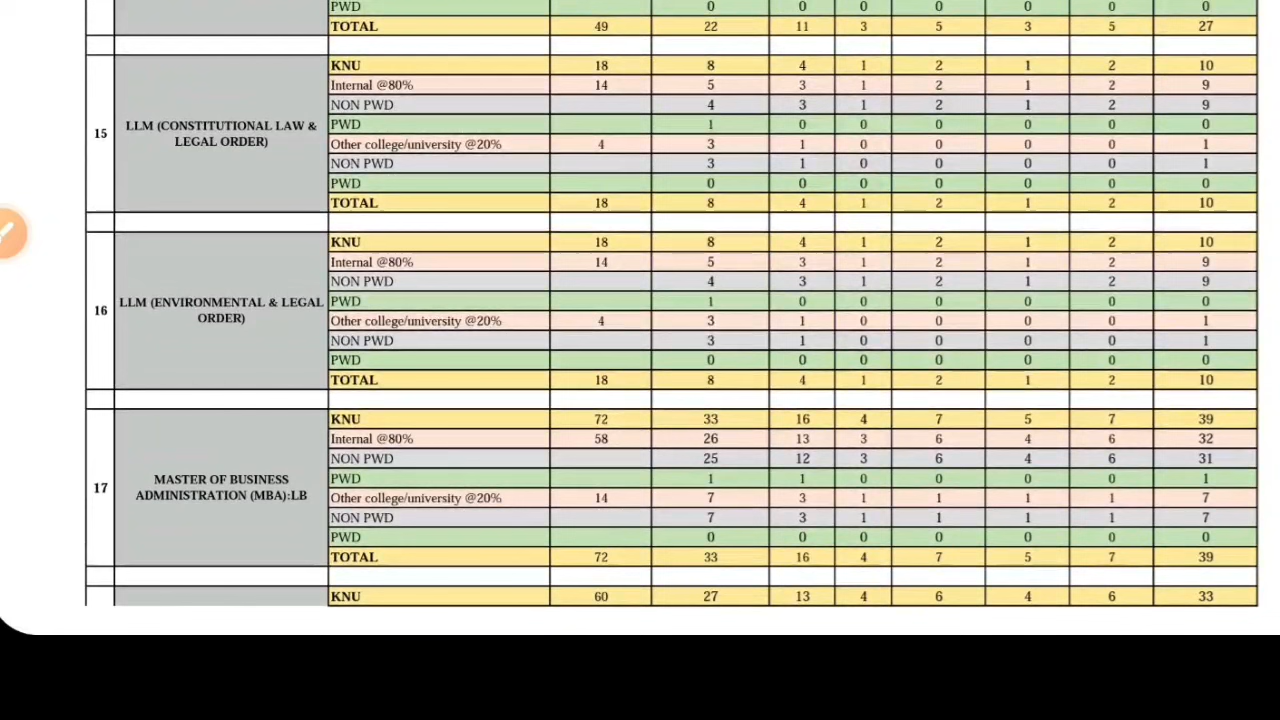 PWD 0 0 0 0 0 0 0
TOTAL 49 22 11 3 5 3 5 27
KNU 18 8 4 1 2 1 2 10
Internal @80% 14 5 3 1 2 1 2 9
NON PWD 4 3 1 2 1 2 9
15 LLM (CONSTITUTIONAL LAW & LEGAL ORDER) PWD 1 0 0 0 0 0 0
Other college/university @20% 4 3 1 0 0 0 0 1
NON PWD 3 1 0 0 0 0 1
PWD 0 0 0 0 0 0 0
TOTAL 18 8 4 1 2 1 2 10
KNU 18 8 4 1 2 1 2 10
Internal @80% 14 5 3 1 2 1 2 9
NON PWD 4 3 1 2 1 2 9
16 LLM (ENVIRONMENTAL & LEGAL ORDER) PWD 1 0 0 0 0 0 0
Other college/university @20% 4 3 1 0 0 0 0 1
NON PWD 3 1 0 0 0 0 1
PWD 0 0 0 0 0 0 0
TOTAL 18 8 4 1 2 1 2 10
KNU 72 33 16 4 7 5 7 39
Internal @80% 58 26 13 3 6 4 6 32
NON PWD 25 12 3 6 4 6 31
17 MASTER OF BUSINESS ADMINISTRATION (MBA):LB PWD 1 1 0 0 0 0 1
Other college/university @20% 14 7 3 1 1 1 1 7
NON PWD 7 3 1 1 1 1 7
PWD 0 0 0 0 0 0 0
TOTAL 72 33 16 4 7 5 7 39
KNU 60 27 13 4 6 4 6 33